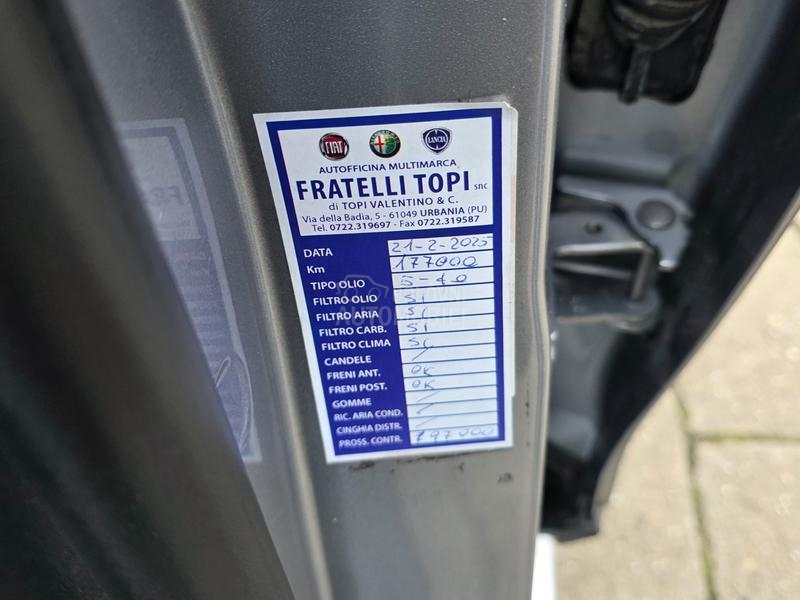 FIAT
LANCIA
AUTOFFICINA MULTIMARCA
FRATELLI TOPI snc
di TOPI VALENTINO & C.
Via della Badia, 5 - 61049 URBANIA (PU)
Tel. 0722.319697 - Fax 0722.319587
DATA 21-2-2025
Km 177000
TIPO OLIO 5-40
FILTRO OLIO SI
FILTRO ARIA SI
FILTRO CARB. SI
FILTRO CLIMA SI
CANDELE /
FRENI ANT. OK
FRENI POST. OK
GOMME /
RIC. ARIA COND. /
CINGHIA DISTR. /
PROSS. CONTR. 197000